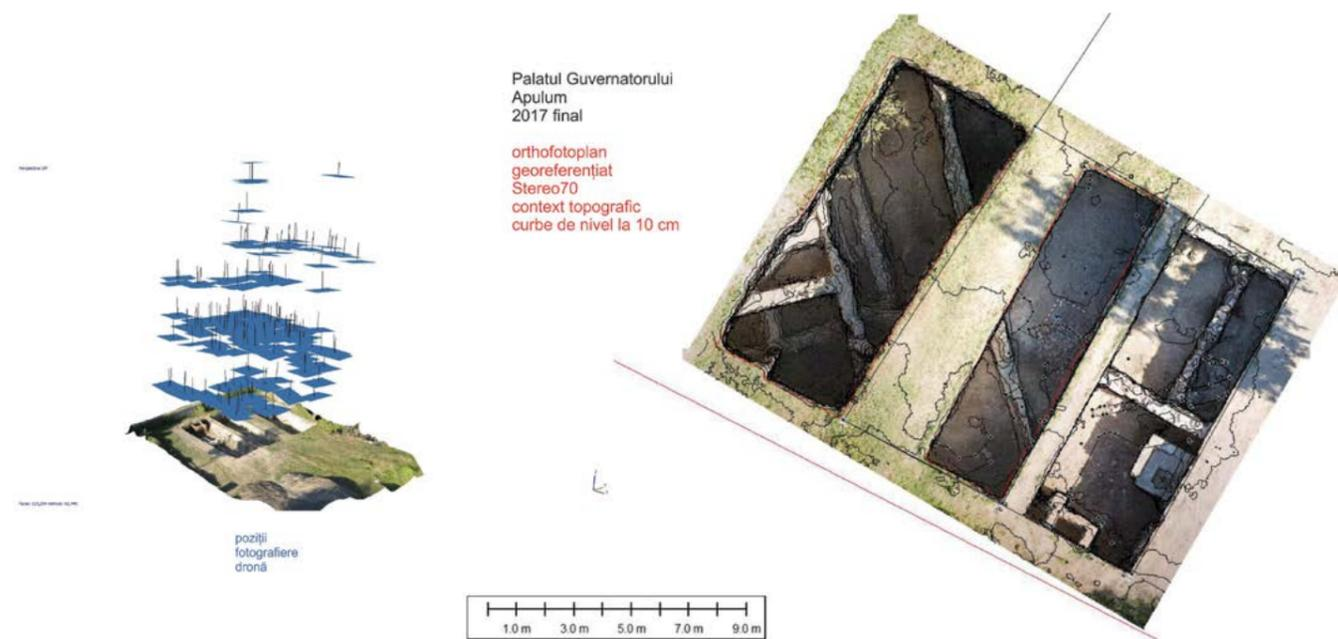 Palatul Guvernatorului
Apulum
2017 final
orthofotoplan
georeferențiat
Stereo70
context topografic
curbe de nivel la 10 cm
poziții
fotografiere
dronă
1.0 m 3.0 m 5.0 m 7.0 m 9.0 m